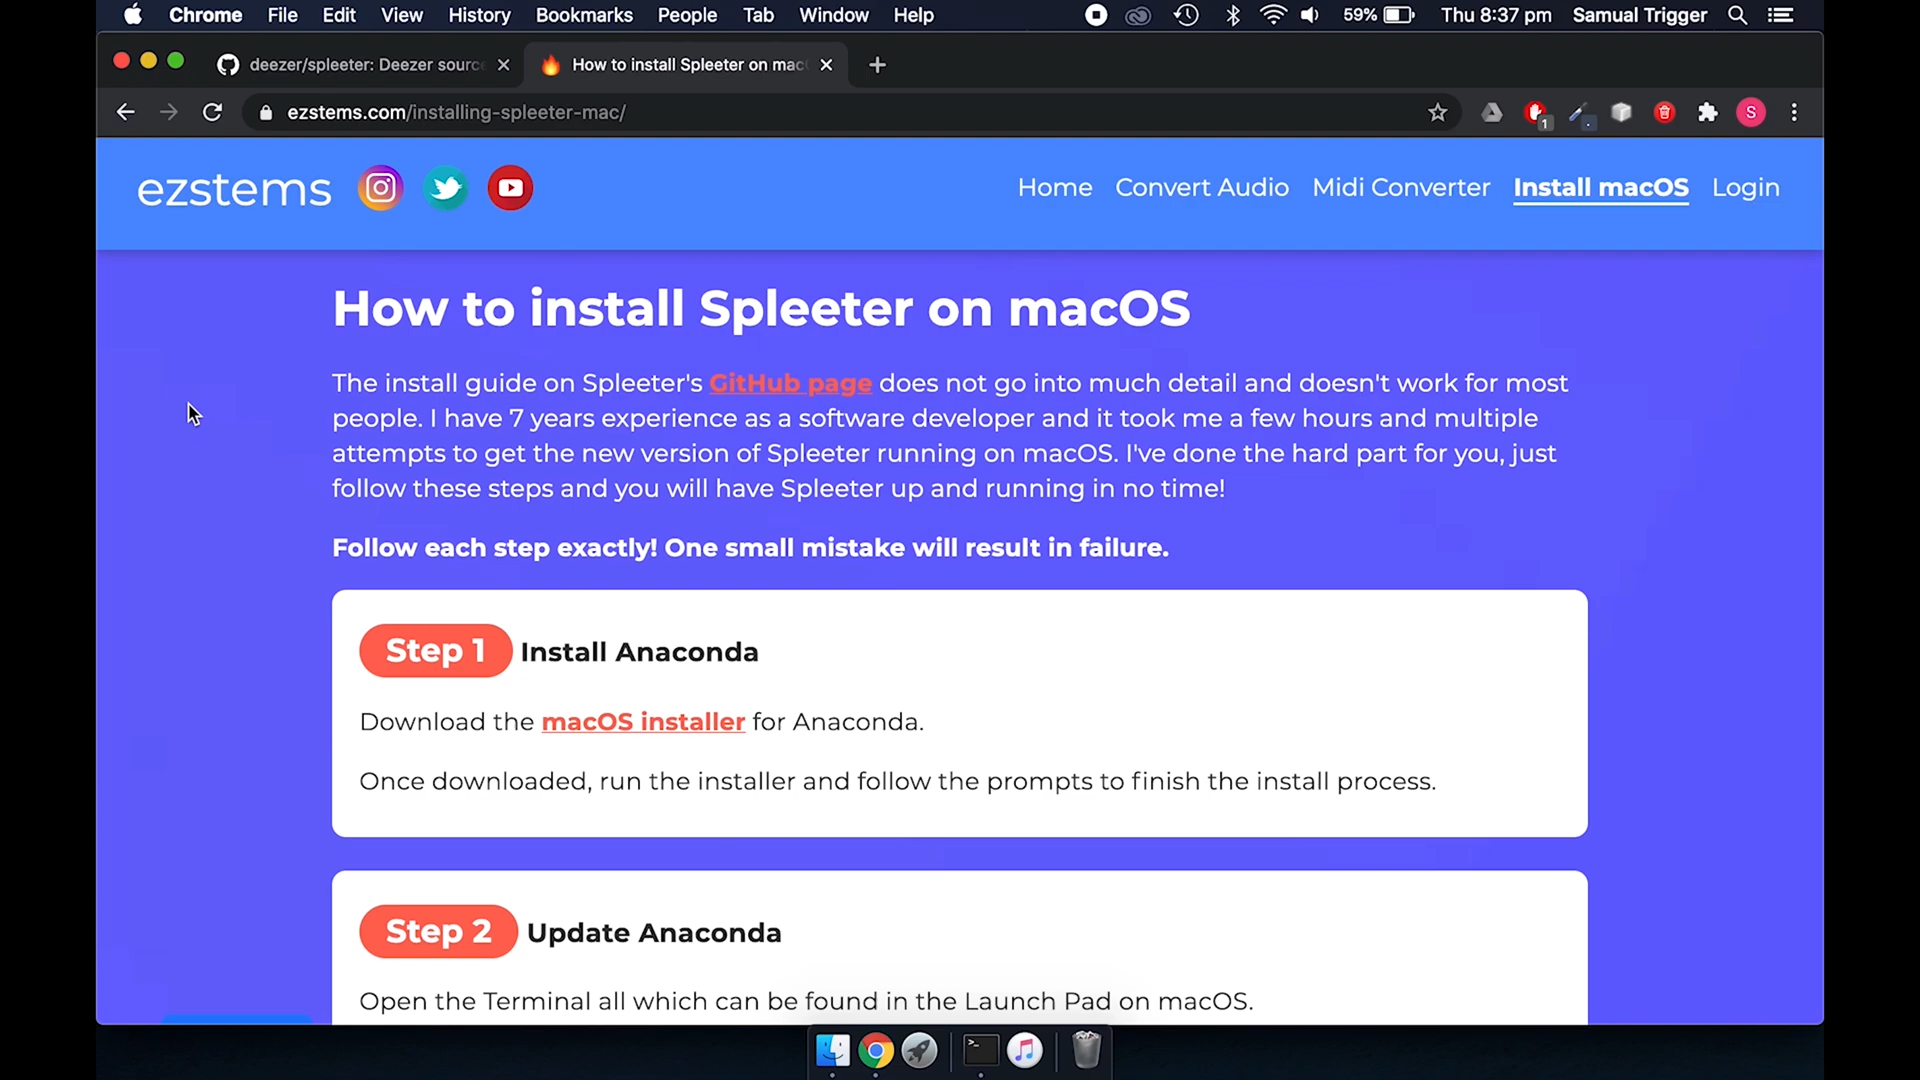 Chrome File Edit View History Bookmarks People Tab Window Help 59% Thu 8:37 pm Samual Trigger
deezer/spleeter: Deezer sourc How to install Spleeter on mac
ezstems.com/installing-spleeter-mac/ 1 S
ezstems Home Convert Audio Midi Converter Install macOS Login
How to install Spleeter on macOS
The install guide on Spleeter's GitHub page does not go into much detail and doesn't work for most
people. I have 7 years experience as a software developer and it took me a few hours and multiple
attempts to get the new version of Spleeter running on macOS. I've done the hard part for you, just
follow these steps and you will have Spleeter up and running in no time!
Follow each step exactly! One small mistake will result in failure.
Step 1 Install Anaconda
Download the macOS installer for Anaconda.
Once downloaded, run the installer and follow the prompts to finish the install process.
Step 2 Update Anaconda
Open the Terminal all which can be found in the Launch Pad on macOS.